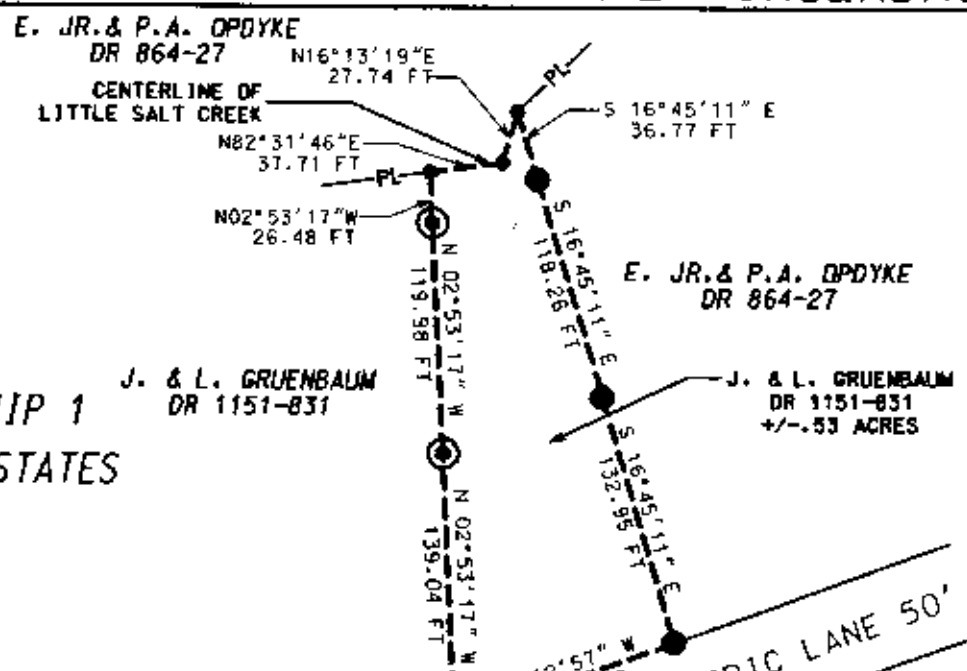 E. JR.& P.A. OPDYKE
DR 864-27
N16°13'19"E
27.74 FT
PL
CENTERLINE OF
LITTLE SALT CREEK
S 16°45'11" E
36.77 FT
N82°31'46"E
37.71 FT
PL
N02°53'17"W
26.48 FT
N 02°53'17" W
119.98 FT
S 16°45'11" E
118.26 FT
E. JR.& P.A. OPDYKE
DR 864-27
J. & L. GRUENBAUM
DR 1151-831
J. & L. GRUENBAUM
DR 1151-831
+/-.53 ACRES
IP 1
STATES
S 16°45'11" E
132.95 FT
N 02°53'17" W
139.04 FT
'57" W
RIC LANE 50'